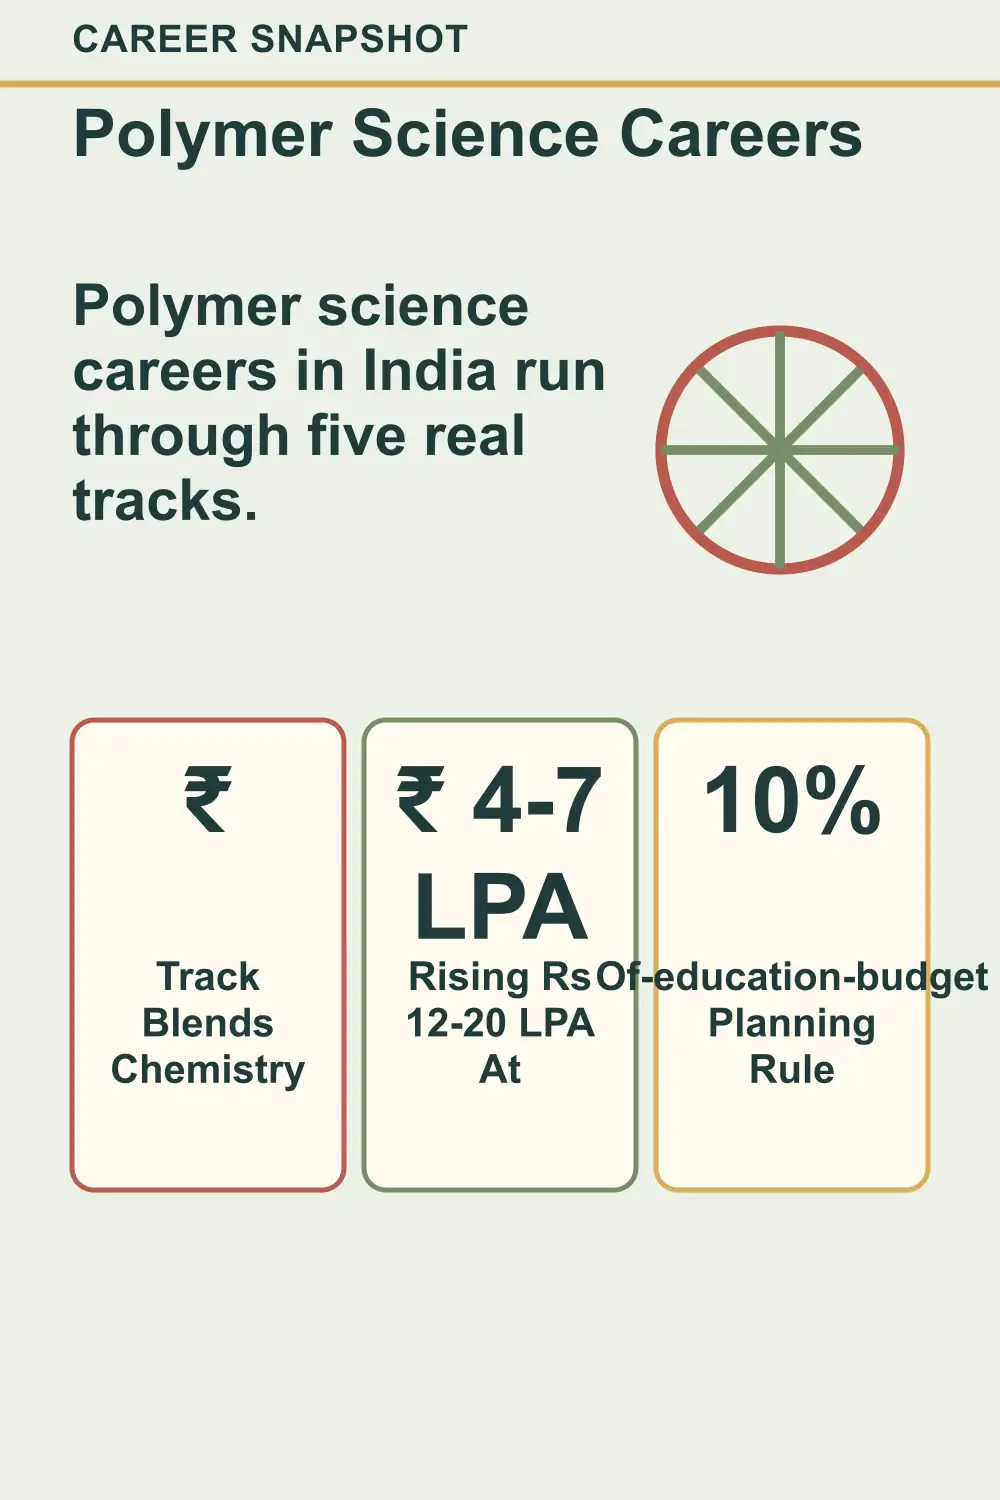 CAREER SNAPSHOT
Polymer Science Careers
Polymer science
careers in India run
through five real
tracks.
₹
Track
Blends
Chemistry
₹ 4-7
LPA
Rising Rs
12-20 LPA
At
10%
Of-education-budget
Planning
Rule